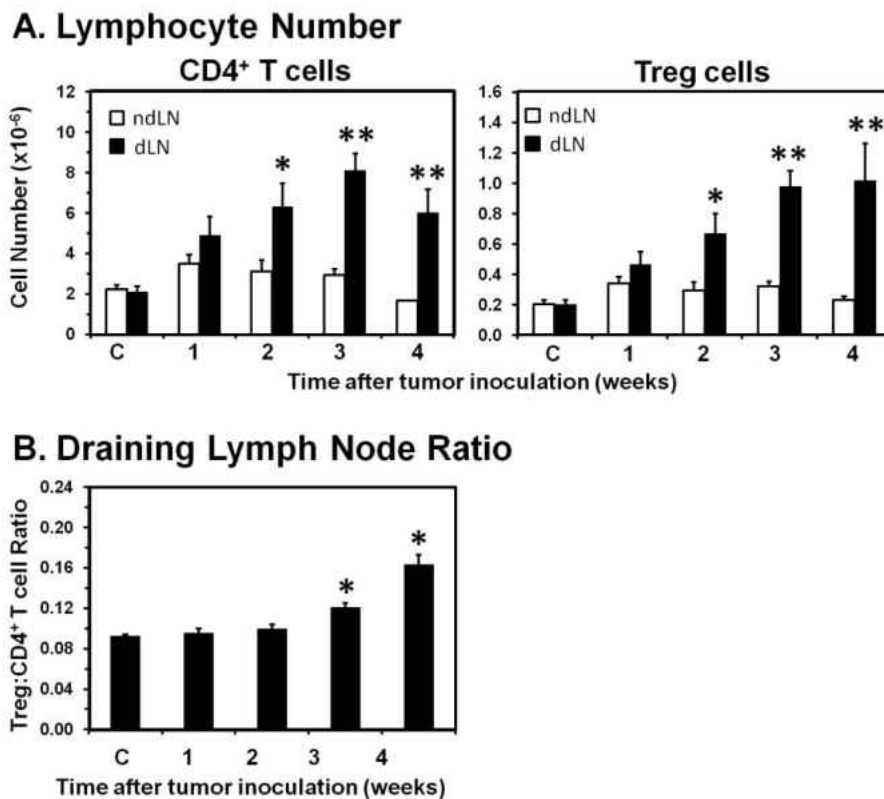 A. Lymphocyte Number
CD4⁺ T cells
Cell Number (x10⁻⁶)
12
10
8
6
4
2
0
ndLN
dLN
*
**
**
C 1 2 3 4
Treg cells
1.6
1.4
1.2
1.0
0.8
0.6
0.4
0.2
0.0
ndLN
dLN
*
**
**
C 1 2 3 4
Time after tumor inoculation (weeks)
B. Draining Lymph Node Ratio
Treg:CD4⁺ T cell Ratio
0.24
0.20
0.16
0.12
0.08
0.04
0.00
*
*
C 1 2 3 4
Time after tumor inoculation (weeks)